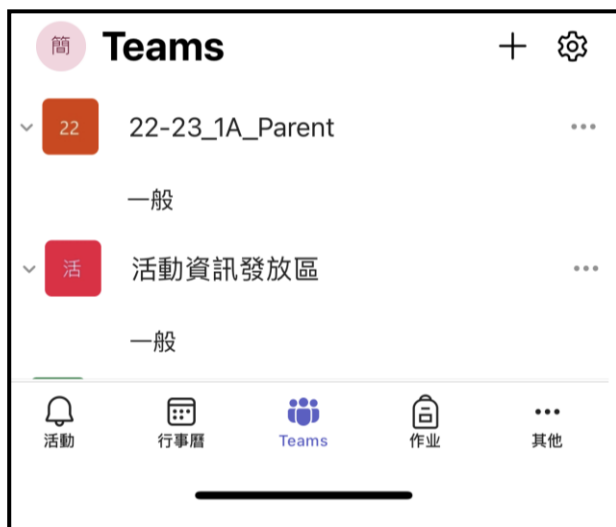 簡 Teams
22 22-23_1A_Parent
一般
活 活動資訊發放區
一般
活動 行事曆 Teams 作业 其他